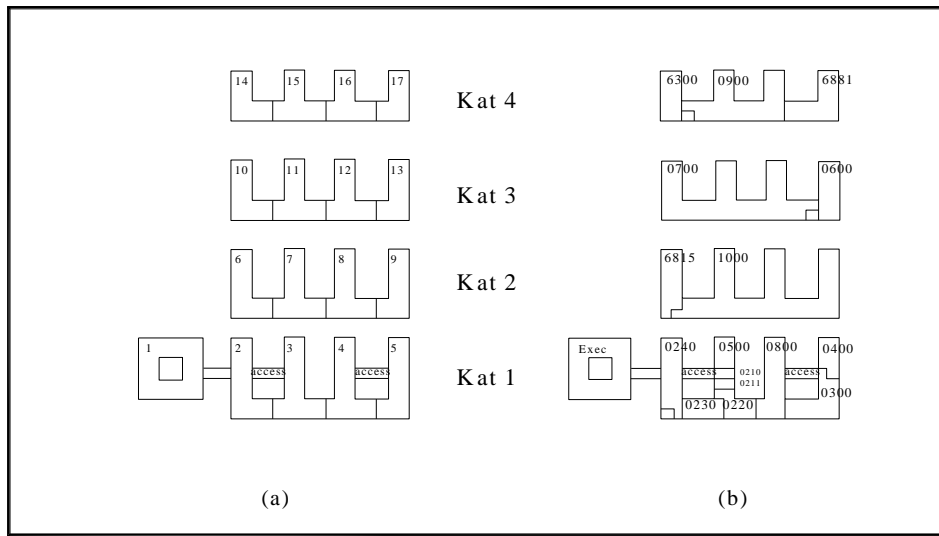 14 15 16 17
Kat 4
6300 0900 6881
10 11 12 13
Kat 3
0700 0600
6 7 8 9
Kat 2
6815 1000
1 2 3 4 5
access access
Kat 1
Exec 0240 0500 0800 0400
access 0210 access
0211
0300
0230 0220
(a) (b)